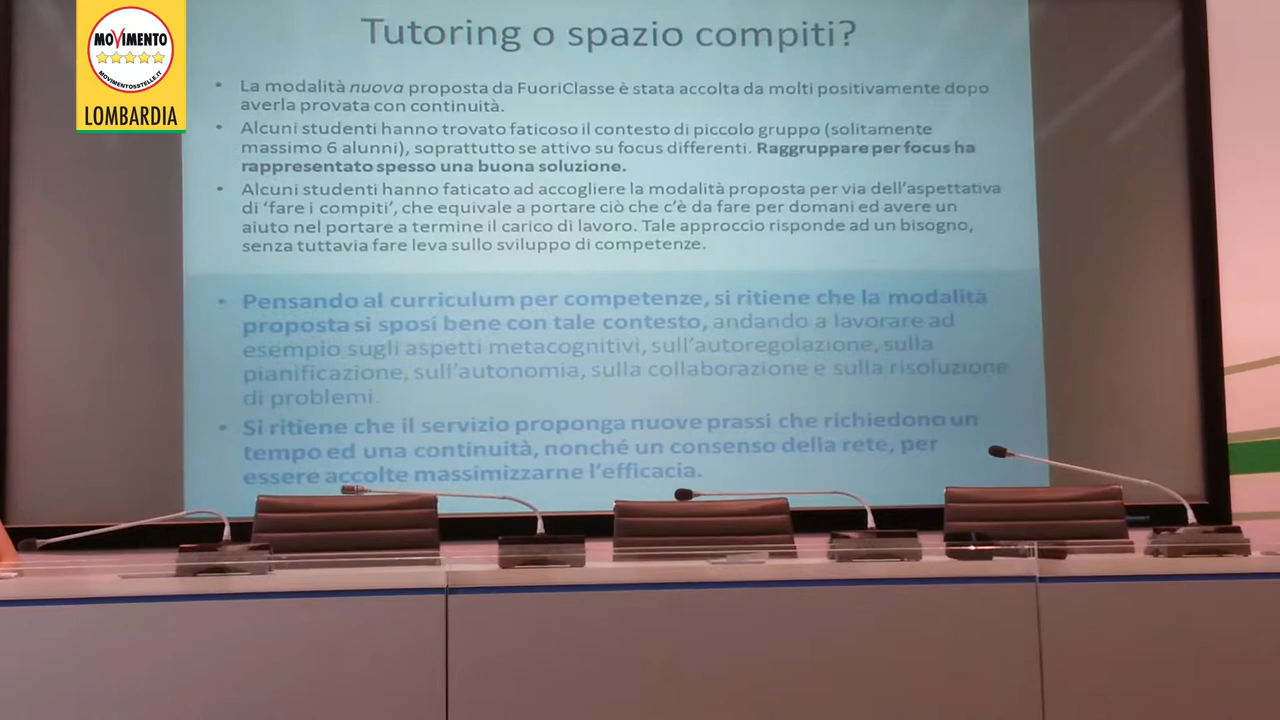 MOVIMENTO
MOVIMENTO5STELLE.IT
LOMBARDIA
Tutoring o spazio compiti?
• La modalità nuova proposta da FuoriClasse è stata accolta da molti positivamente dopo
averla provata con continuità.
• Alcuni studenti hanno trovato faticoso il contesto di piccolo gruppo (solitamente
massimo 6 alunni), soprattutto se attivo su focus differenti. Raggruppare per focus ha
rappresentato spesso una buona soluzione.
• Alcuni studenti hanno faticato ad accogliere la modalità proposta per via dell'aspettativa
di 'fare i compiti', che equivale a portare ciò che c'è da fare per domani ed avere un
aiuto nel portare a termine il carico di lavoro. Tale approccio risponde ad un bisogno,
senza tuttavia fare leva sullo sviluppo di competenze.
• Pensando al curriculum per competenze, si ritiene che la modalità
proposta si sposi bene con tale contesto, andando a lavorare ad
esempio sugli aspetti metacognitivi, sull'autoregolazione, sulla
pianificazione, sull'autonomia, sulla collaborazione e sulla risoluzione
di problemi.
• Si ritiene che il servizio proponga nuove prassi che richiedono un
tempo ed una continuità, nonché un consenso della rete, per
essere accolte massimizzarne l'efficacia.